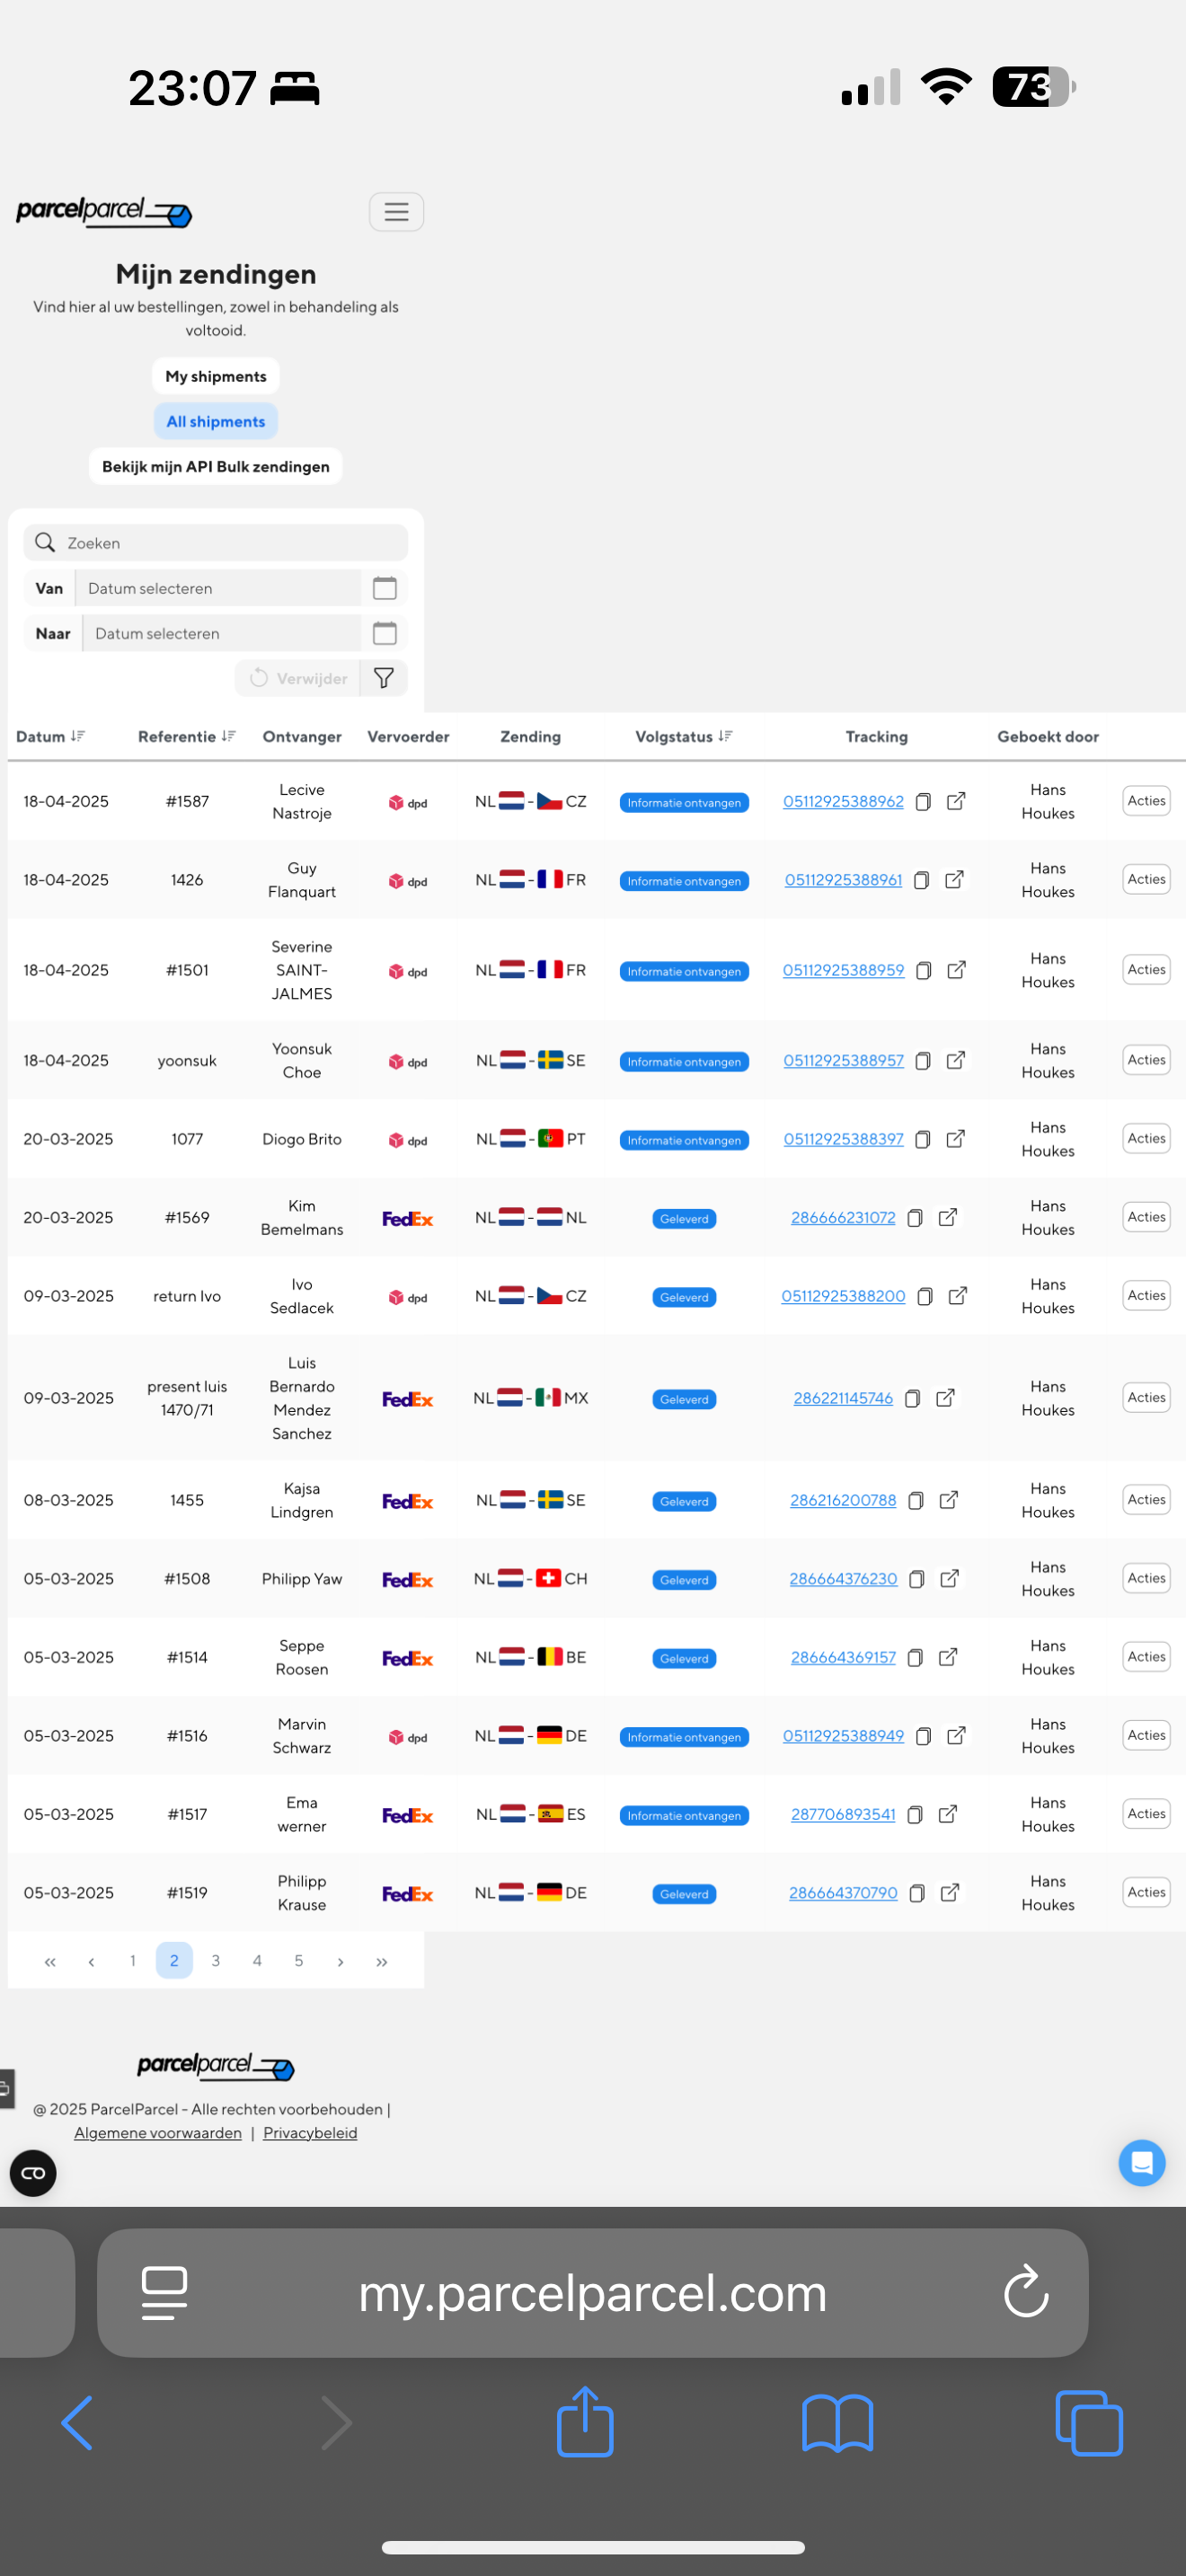 23:07
73
parcelparcel
Mijn zendingen
Vind hier al uw bestellingen, zowel in behandeling als
voltooid.
My shipments
All shipments
Bekijk mijn API Bulk zendingen
Zoeken
Van Datum selecteren
Naar Datum selecteren
Verwijder
Datum Referentie Ontvanger Vervoerder Zending Volgstatus Tracking Geboekt door
18-04-2025 #1587 Lecive Nastroje dpd NL - CZ Informatie ontvangen 05112925388962 Hans Houkes Acties
18-04-2025 1426 Guy Flanquart dpd NL - FR Informatie ontvangen 05112925388961 Hans Houkes Acties
18-04-2025 #1501 Severine SAINT-JALMES dpd NL - FR Informatie ontvangen 05112925388959 Hans Houkes Acties
18-04-2025 yoonsuk Yoonsuk Choe dpd NL - SE Informatie ontvangen 05112925388957 Hans Houkes Acties
20-03-2025 1077 Diogo Brito dpd NL - PT Informatie ontvangen 05112925388397 Hans Houkes Acties
20-03-2025 #1569 Kim Bemelmans FedEx NL - NL Geleverd 286666231072 Hans Houkes Acties
09-03-2025 return Ivo Ivo Sedlacek dpd NL - CZ Geleverd 05112925388200 Hans Houkes Acties
09-03-2025 present luis 1470/71 Luis Bernardo Mendez Sanchez FedEx NL - MX Geleverd 286221145746 Hans Houkes Acties
08-03-2025 1455 Kajsa Lindgren FedEx NL - SE Geleverd 286216200788 Hans Houkes Acties
05-03-2025 #1508 Philipp Yaw FedEx NL - CH Geleverd 286664376230 Hans Houkes Acties
05-03-2025 #1514 Seppe Roosen FedEx NL - BE Geleverd 286664369157 Hans Houkes Acties
05-03-2025 #1516 Marvin Schwarz dpd NL - DE Informatie ontvangen 05112925388949 Hans Houkes Acties
05-03-2025 #1517 Ema werner FedEx NL - ES Informatie ontvangen 287706893541 Hans Houkes Acties
05-03-2025 #1519 Philipp Krause FedEx NL - DE Geleverd 286664370790 Hans Houkes Acties
« ‹ 1 2 3 4 5 › »
parcelparcel
@ 2025 ParcelParcel - Alle rechten voorbehouden |
Algemene voorwaarden | Privacybeleid
my.parcelparcel.com